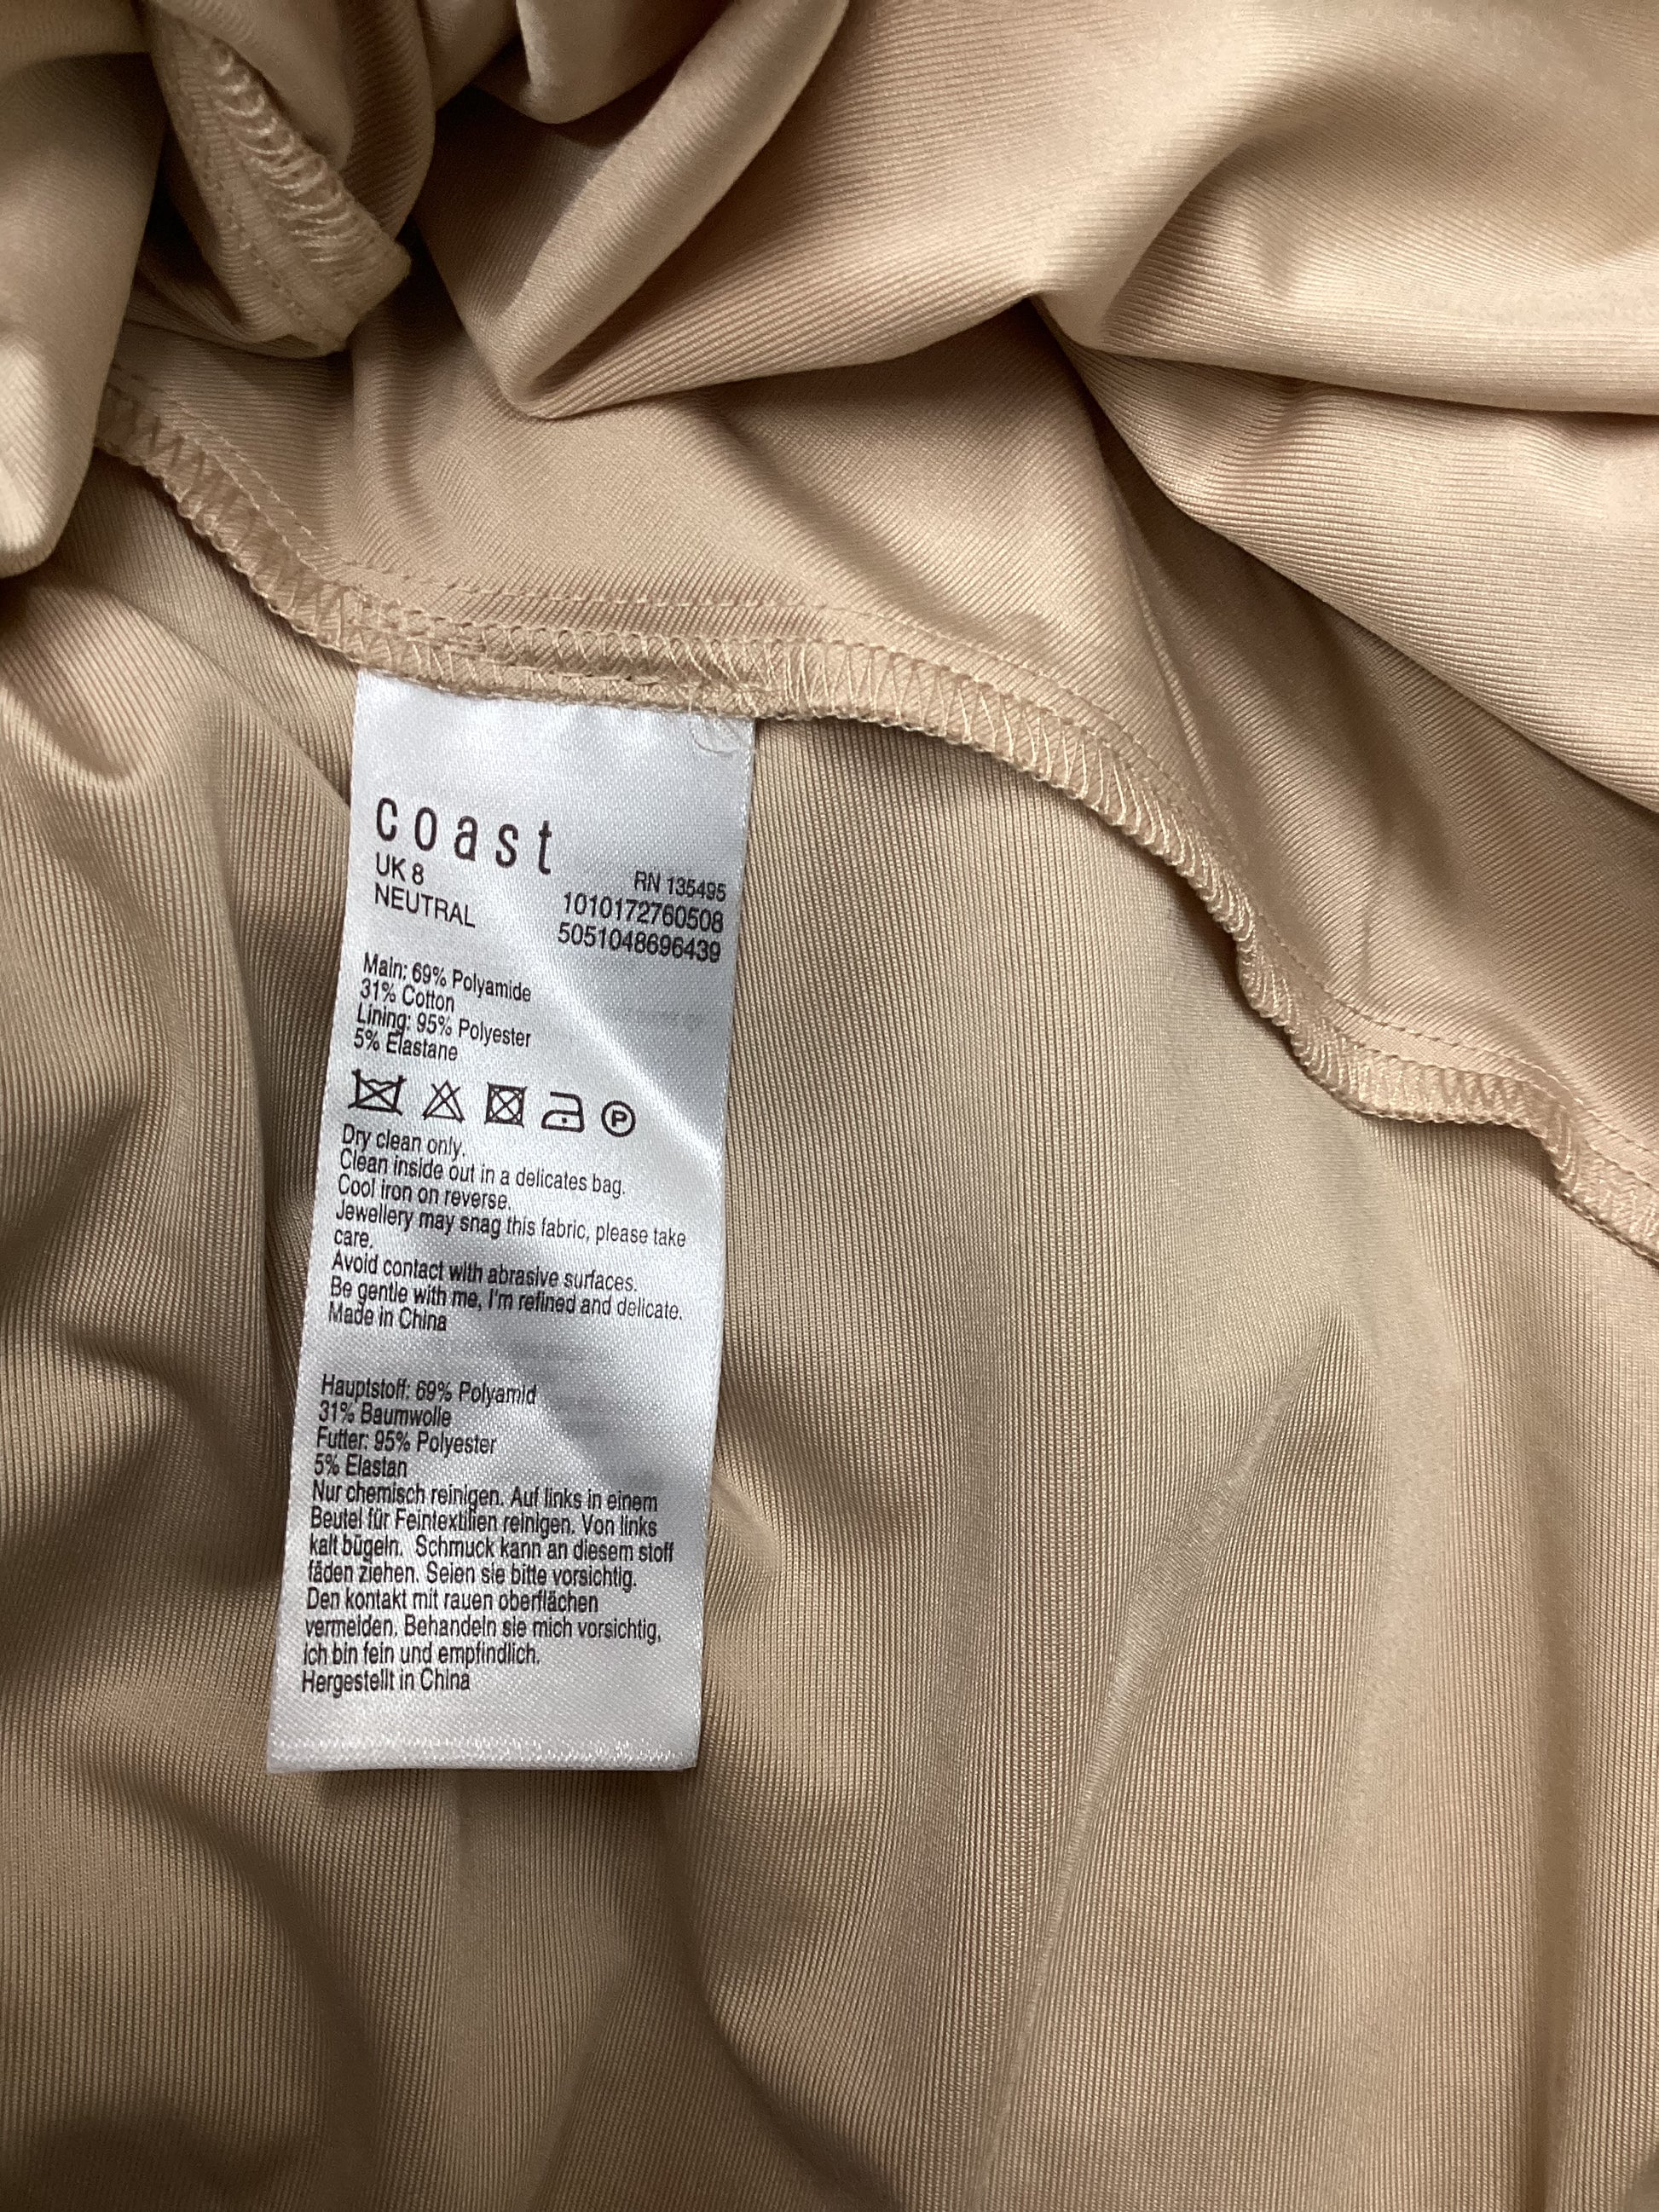 coast
UK 8
RN 135495
NEUTRAL
1010172760508
5051048696439
Main: 69% Polyamide
31% Cotton
Lining: 95% Polyester
5% Elastane
P
Dry clean only.
Clean inside out in a delicates bag.
Cool iron on reverse.
Jewellery may snag this fabric, please take
care.
Avoid contact with abrasive surfaces.
Be gentle with me, I'm refined and delicate.
Made in China
Hauptstoff: 69% Polyamid
31% Baumwolle
Futter: 95% Polyester
5% Elastan
Nur chemisch reinigen. Auf links in einem
Beutel für Feintextilien reinigen. Von links
kalt bügeln. Schmuck kann an diesem stoff
fäden ziehen. Seien sie bitte vorsichtig.
Den kontakt mit rauen oberflächen
vermeiden. Behandeln sie mich vorsichtig,
ich bin fein und empfindlich.
Hergestellt in China